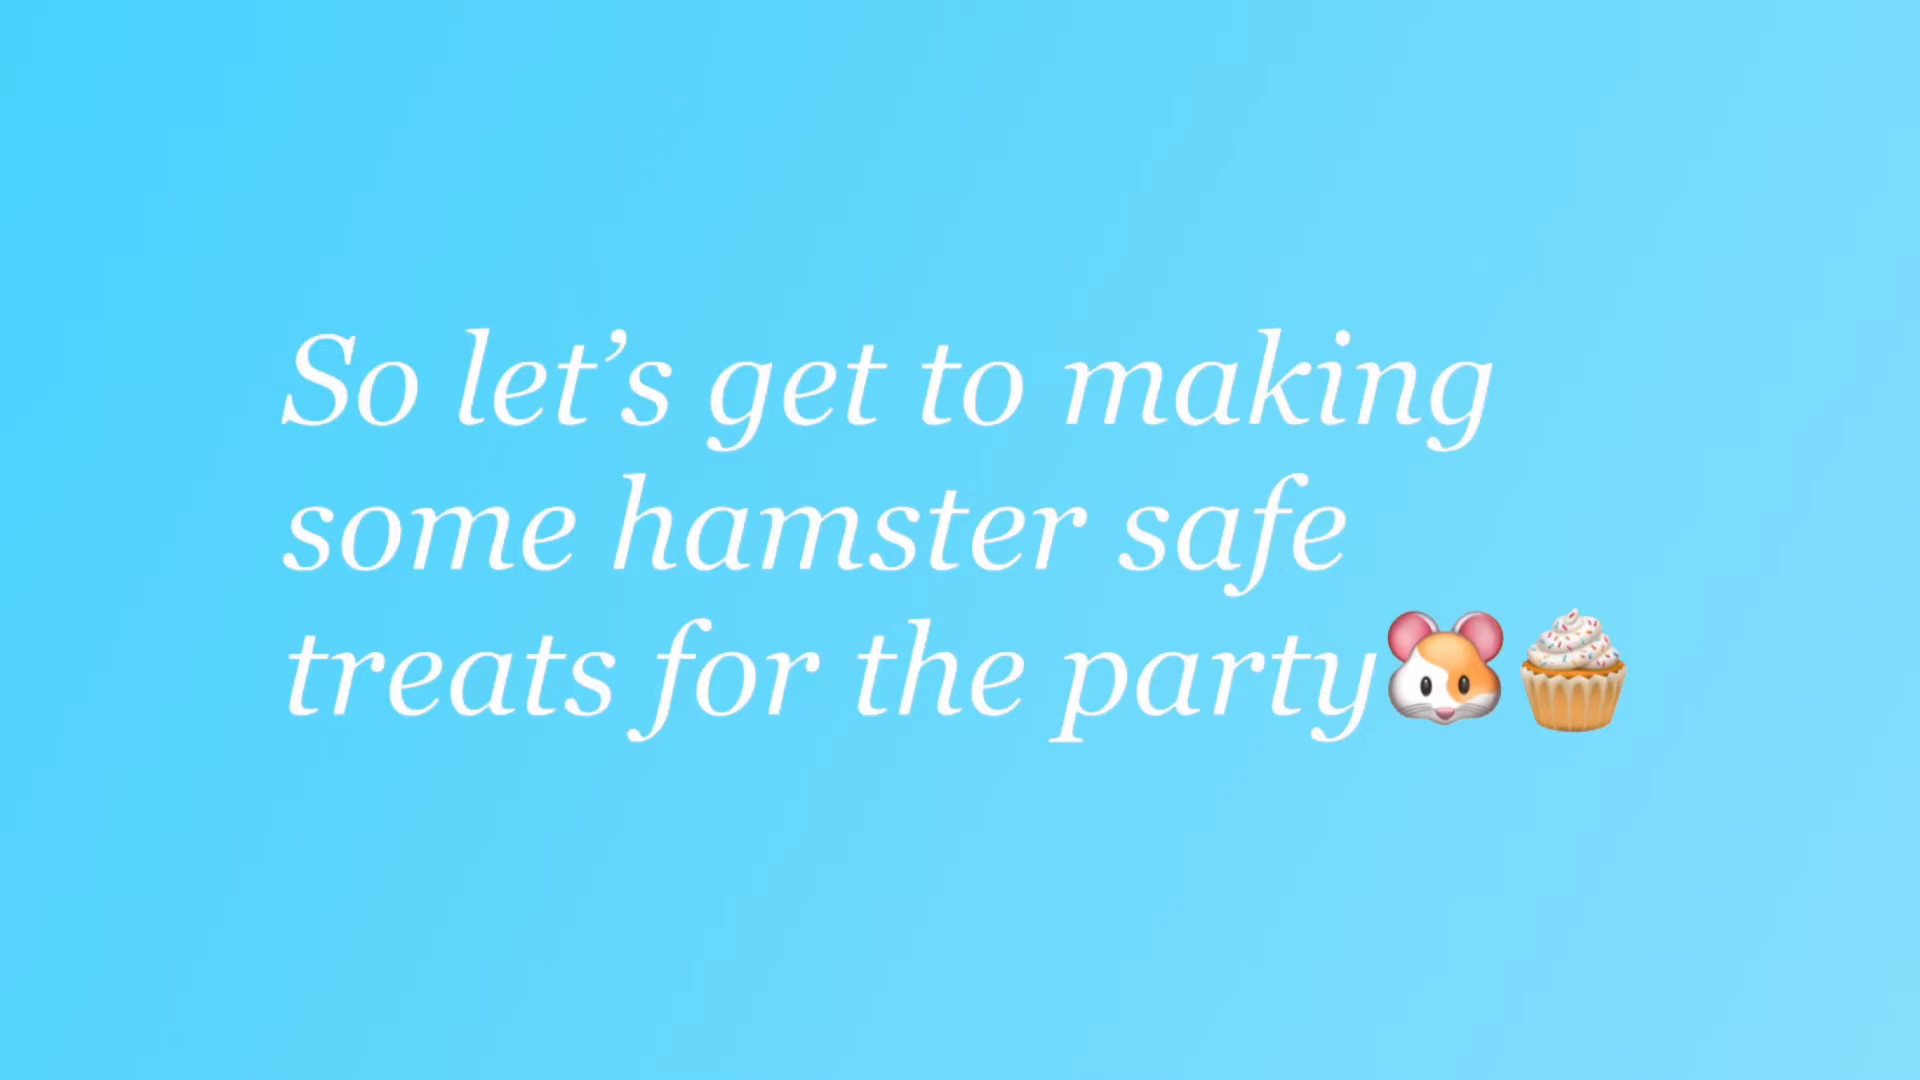 So let’s get to making
some hamster safe
treats for the party🐹🧁